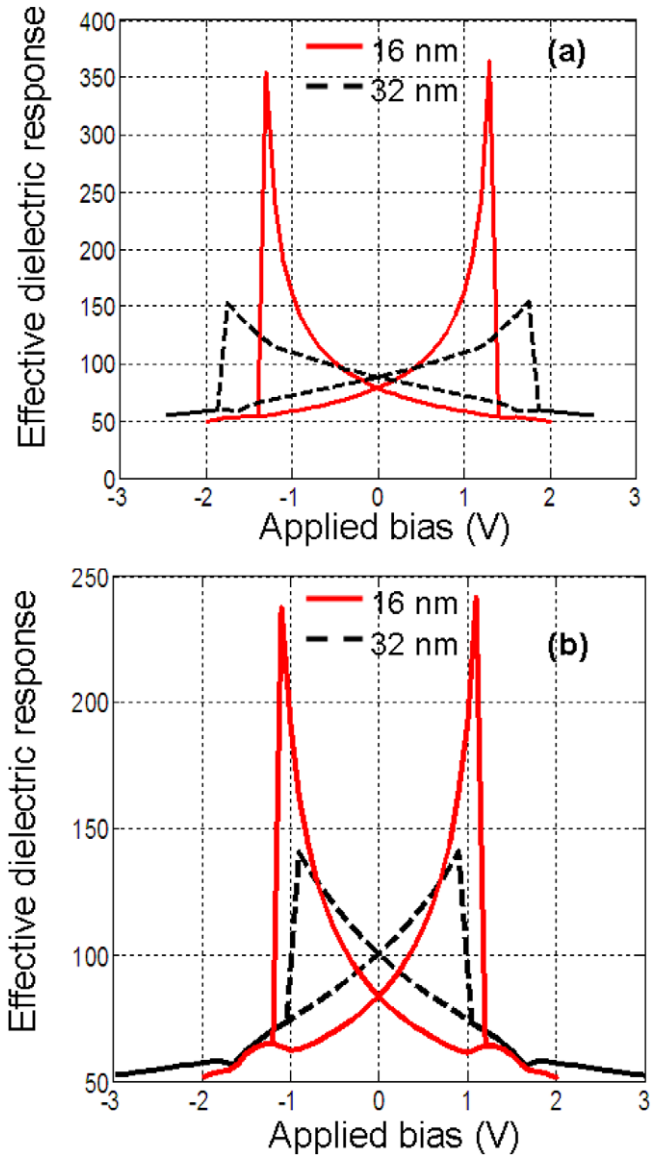 400
350
300
250
200
150
100
50
0
-3 -2 -1 0 1 2 3
Effective dielectric response
Applied bias (V)
16 nm
32 nm
(a)
250
200
150
100
50
-3 -2 -1 0 1 2 3
Effective dielectric response
Applied bias (V)
16 nm
32 nm
(b)